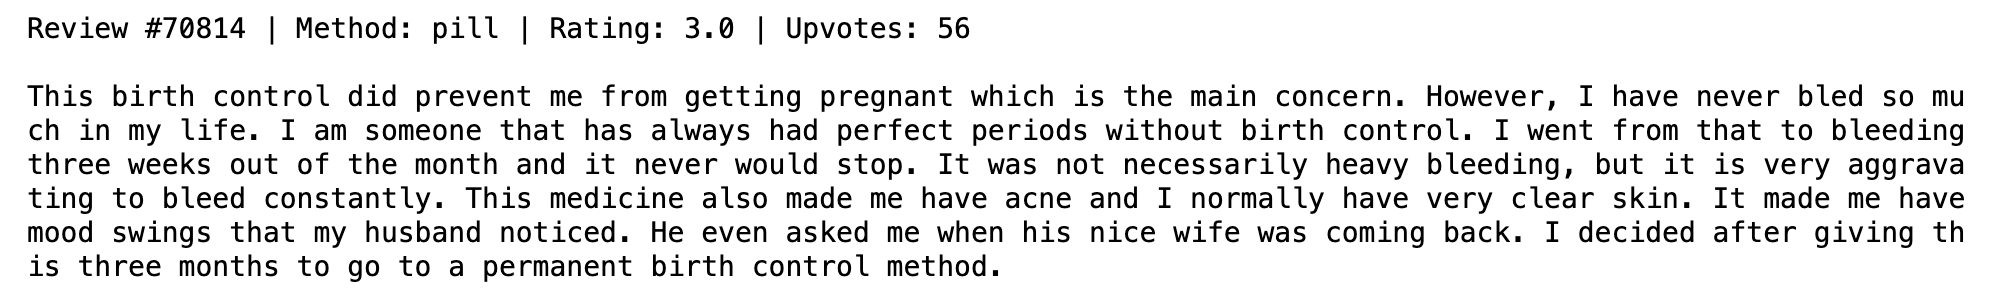 Review #70814 | Method: pill | Rating: 3.0 | Upvotes: 56
This birth control did prevent me from getting pregnant which is the main concern. However, I have never bled so mu
ch in my life. I am someone that has always had perfect periods without birth control. I went from that to bleeding
three weeks out of the month and it never would stop. It was not necessarily heavy bleeding, but it is very aggrava
ting to bleed constantly. This medicine also made me have acne and I normally have very clear skin. It made me have
mood swings that my husband noticed. He even asked me when his nice wife was coming back. I decided after giving th
is three months to go to a permanent birth control method.